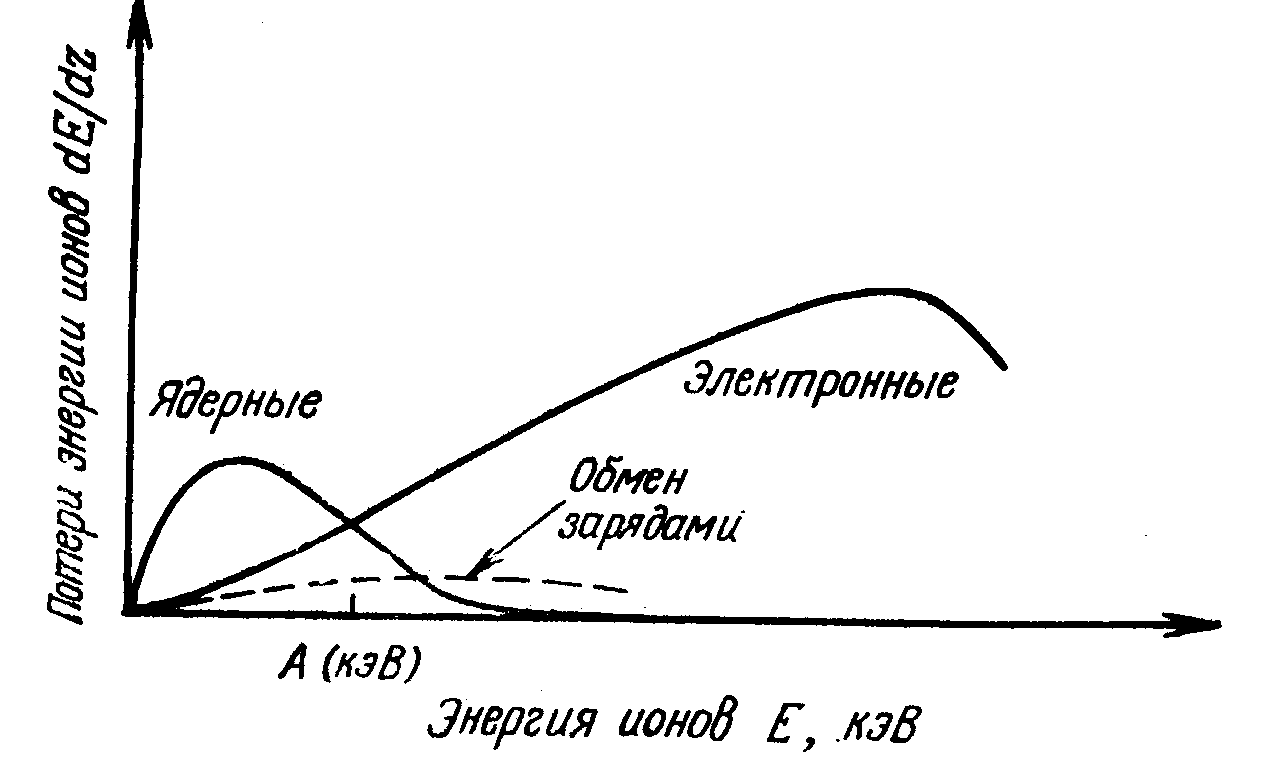 Потери энергии ионов dE/dz
Ядерные
Электронные
Обмен
зарядами
А (кэВ)
Энергия ионов Е, кэВ